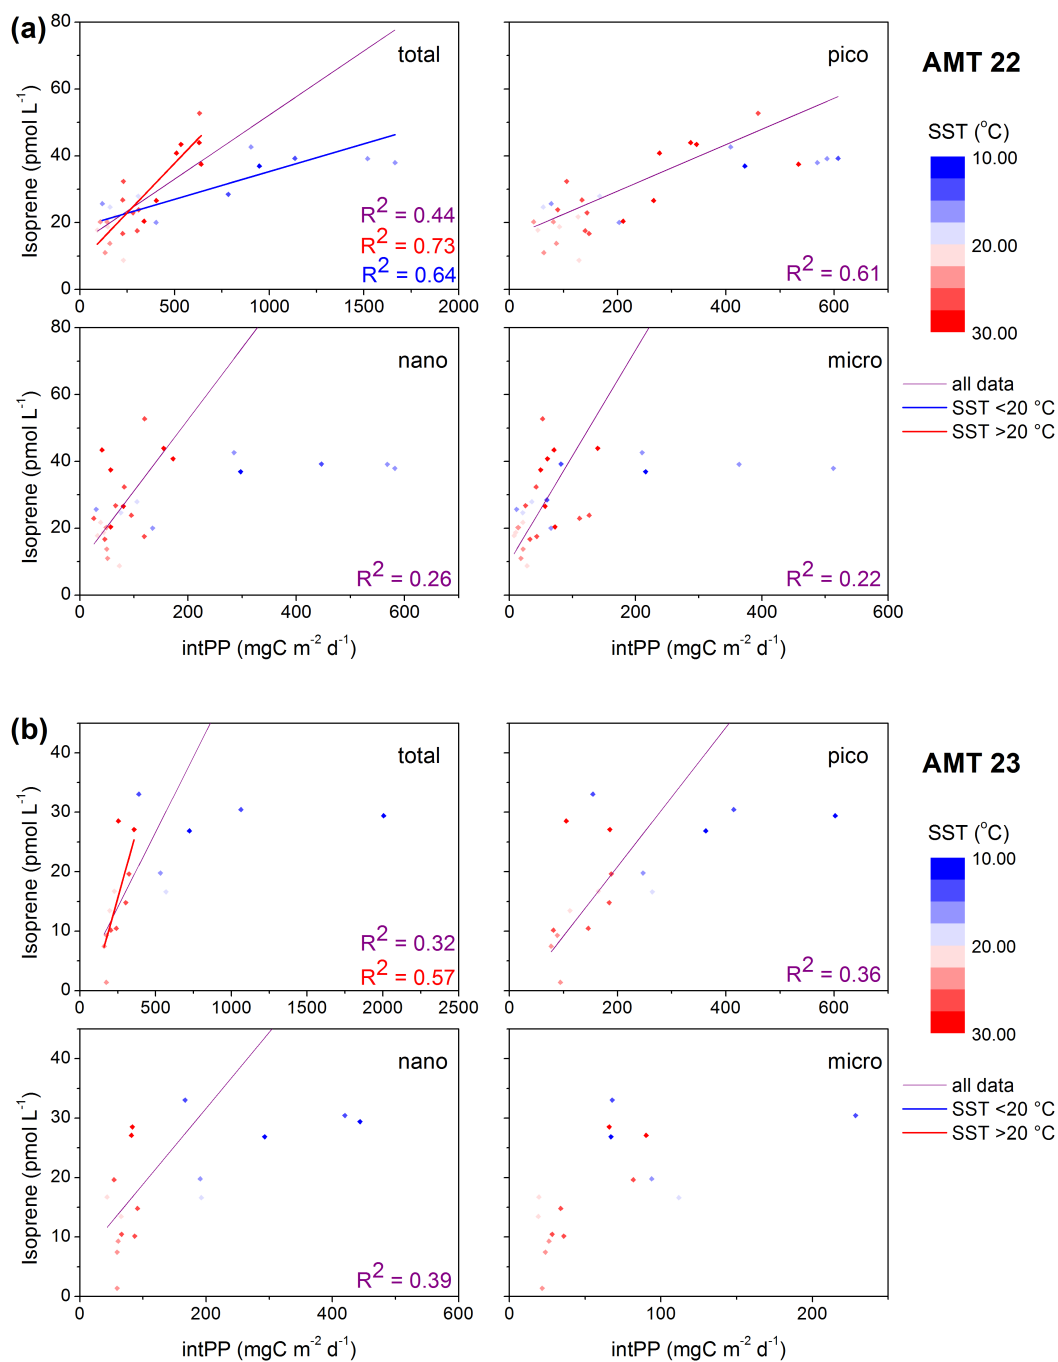 (a)
80
60
40
20
0
Isoprene (pmol L⁻¹)
total
R² = 0.44
R² = 0.73
R² = 0.64
0 500 1000 1500 2000
pico
R² = 0.61
0 200 400 600
AMT 22
SST (°C)
10.00
20.00
30.00
all data
SST <20 °C
SST >20 °C
80
60
40
20
0
Isoprene (pmol L⁻¹)
nano
R² = 0.26
0 200 400 600
intPP (mgC m⁻² d⁻¹)
micro
R² = 0.22
0 200 400 600
intPP (mgC m⁻² d⁻¹)
(b)
40
30
20
10
0
Isoprene (pmol L⁻¹)
total
R² = 0.32
R² = 0.57
0 500 1000 1500 2000 2500
pico
R² = 0.36
0 200 400 600
AMT 23
SST (°C)
10.00
20.00
30.00
all data
SST <20 °C
SST >20 °C
40
30
20
10
0
Isoprene (pmol L⁻¹)
nano
R² = 0.39
0 200 400 600
intPP (mgC m⁻² d⁻¹)
micro
0 100 200
intPP (mgC m⁻² d⁻¹)